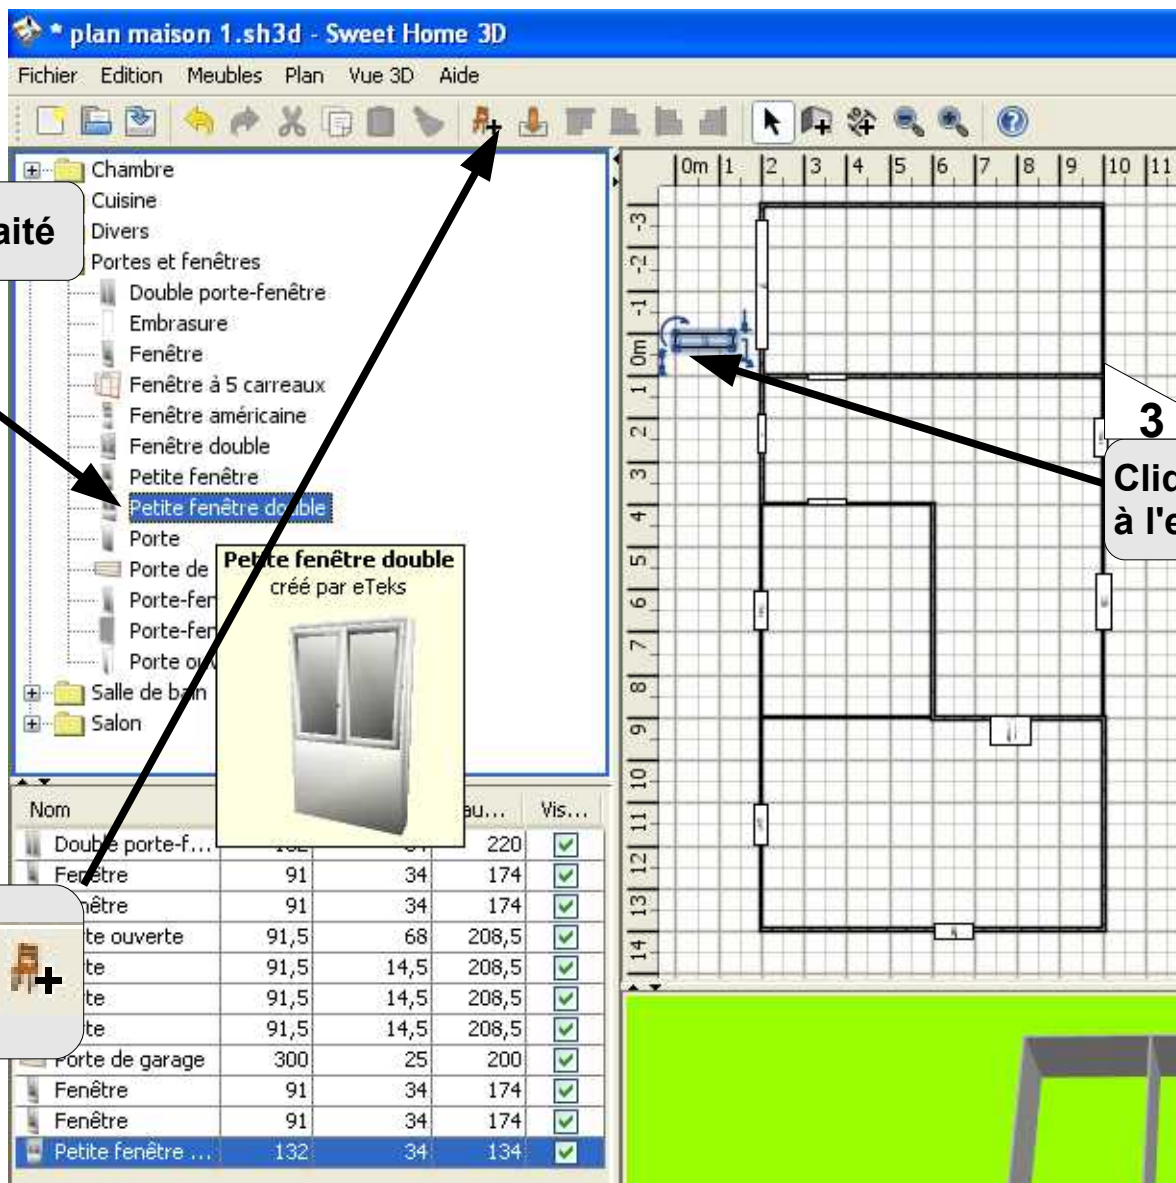 * plan maison 1.sh3d - Sweet Home 3D
Fichier Edition Meubles Plan Vue 3D Aide
Chambre
Cuisine
Divers
Portes et fenêtres
Double porte-fenêtre
Embrasure
Fenêtre
Fenêtre à 5 carreaux
Fenêtre américaine
Fenêtre double
Petite fenêtre
Petite fenêtre double
Porte
Porte de
Porte-fen
Porte-fen
Porte ouv
Salle de bain
Salon
aité
Petite fenêtre double
créé par eTeks
0m 1 2 3 4 5 6 7 8 9 10 11
-3
-2
-1
0m
1
2
3
4
5
6
7
8
9
10
11
12
13
14
3
Cliq
à l'e
Nom au... Vis...
Double porte-f... 220
Fenêtre 91 34 174
nêtre 91 34 174
te ouverte 91,5 68 208,5
te 91,5 14,5 208,5
te 91,5 14,5 208,5
te 91,5 14,5 208,5
Porte de garage 300 25 200
Fenêtre 91 34 174
Fenêtre 91 34 174
Petite fenêtre ... 132 34 134